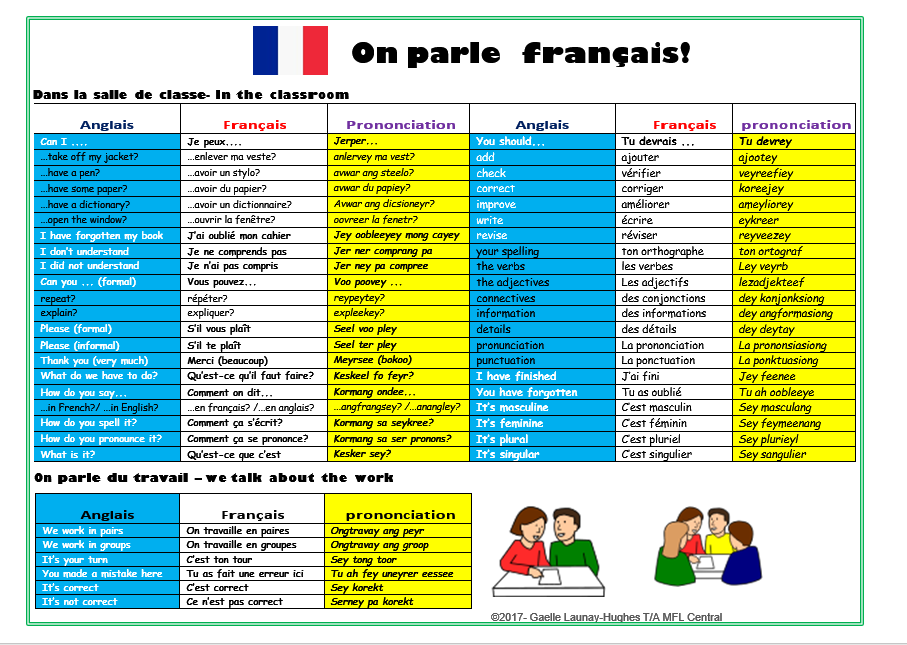 On parle français!
Dans la salle de classe- In the classroom
Anglais Français Prononciation Anglais Français prononciation
Can I .... Je peux.... Jerper... You should... Tu devrais ... Tu devrey
...take off my jacket? ...enlever ma veste? anlervey ma vest? add ajouter ajootey
...have a pen? ...avoir un stylo? avwar ang steelo? check vérifier veyreefiey
...have some paper? ...avoir du papier? avwar du papiey? correct corriger koreejey
...have a dictionary? ...avoir un dictionnaire? Avwar ang dicsioneyr? improve améliorer ameyliorey
...open the window? ...ouvrir la fenêtre? oovreer la fenetr? write écrire eykreer
I have forgotten my book J'ai oublié mon cahier Jey oobleeyey mong cayey revise réviser reyveezey
I don't understand Je ne comprends pas Jer ner comprang pa your spelling ton orthographe ton ortograf
I did not understand Je n'ai pas compris Jer ney pa compree the verbs les verbes Ley veyrb
Can you ... (formal) Vous pouvez... Voo poovey ... the adjectives Les adjectifs lezadjekteef
repeat? répéter? reypeytey? connectives des conjonctions dey konjonksiong
explain? expliquer? expleekey? information des informations dey angformasiong
Please (formal) S'il vous plaît Seel voo pley details des détails dey deytay
Please (informal) S'il te plaît Seel ter pley pronunciation La prononciation La prononsiasiong
Thank you (very much) Merci (beaucoup) Meyrsee (bokoo) punctuation La ponctuation La ponktuasiong
What do we have to do? Qu'est-ce qu'il faut faire? Keskeel fo feyr? I have finished J'ai fini Jey feenee
How do you say... Comment on dit... Kormang ondee... You have forgotten Tu as oublié Tu ah oobleeye
...in French?/ ...in English? ...en français? /...en anglais? ...angfrangsey? /...anangley? It's masculine C'est masculin Sey masculang
How do you spell it? Comment ça s'écrit? Kormang sa seykree? It's feminine C'est féminin Sey feymeenang
How do you pronounce it? Comment ça se prononce? Kormang sa ser pronons? It's plural C'est pluriel Sey plurieyl
What is it? Qu'est-ce que c'est Kesker sey? It's singular C'est singulier Sey sangulier
On parle du travail – we talk about the work
Anglais Français prononciation
We work in pairs On travaille en paires Ongtravay ang peyr
We work in groups On travaille en groupes Ongtravay ang groop
It's your turn C'est ton tour Sey tong toor
You made a mistake here Tu as fait une erreur ici Tu ah fey uneyrer eessee
It's correct C'est correct Sey korekt
It's not correct Ce n'est pas correct Serney pa korekt
©2017- Gaelle Launay-Hughes T/A MFL Central